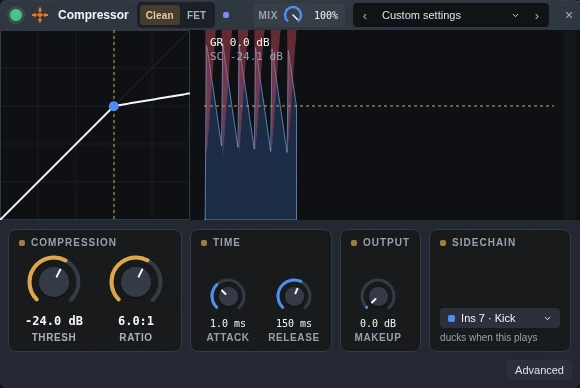 Compressor Clean FET MIX 100% Custom settings
GR 0.0 dB
SC -24.1 dB
COMPRESSION
-24.0 dB 6.0:1
THRESH RATIO
TIME
1.0 ms 150 ms
ATTACK RELEASE
OUTPUT
0.0 dB
MAKEUP
SIDECHAIN
Ins 7 · Kick
ducks when this plays
Advanced